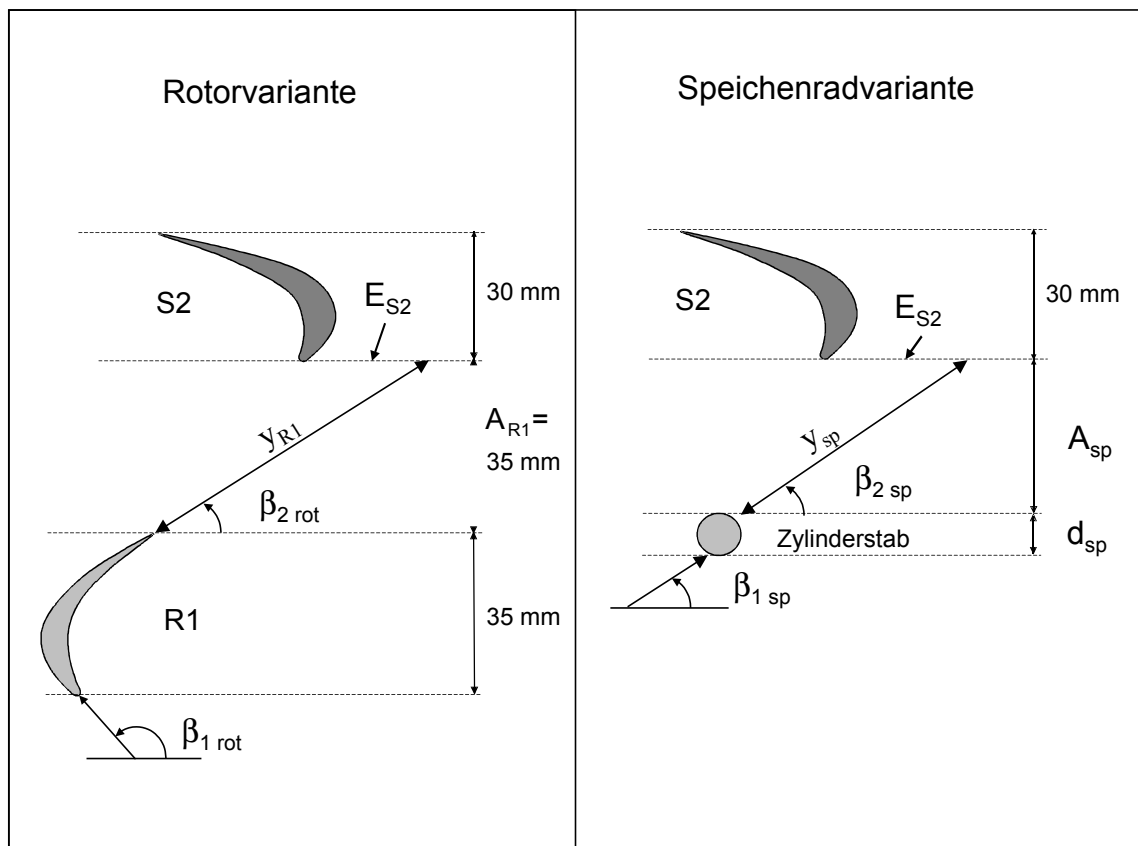 Rotorvariante
S2
E_S2
30 mm
y_R1
A_R1 =
35 mm
β_2 rot
R1
35 mm
β_1 rot
Speichenradvariante
S2
E_S2
30 mm
y_sp
A_sp
β_2 sp
Zylinderstab
d_sp
β_1 sp